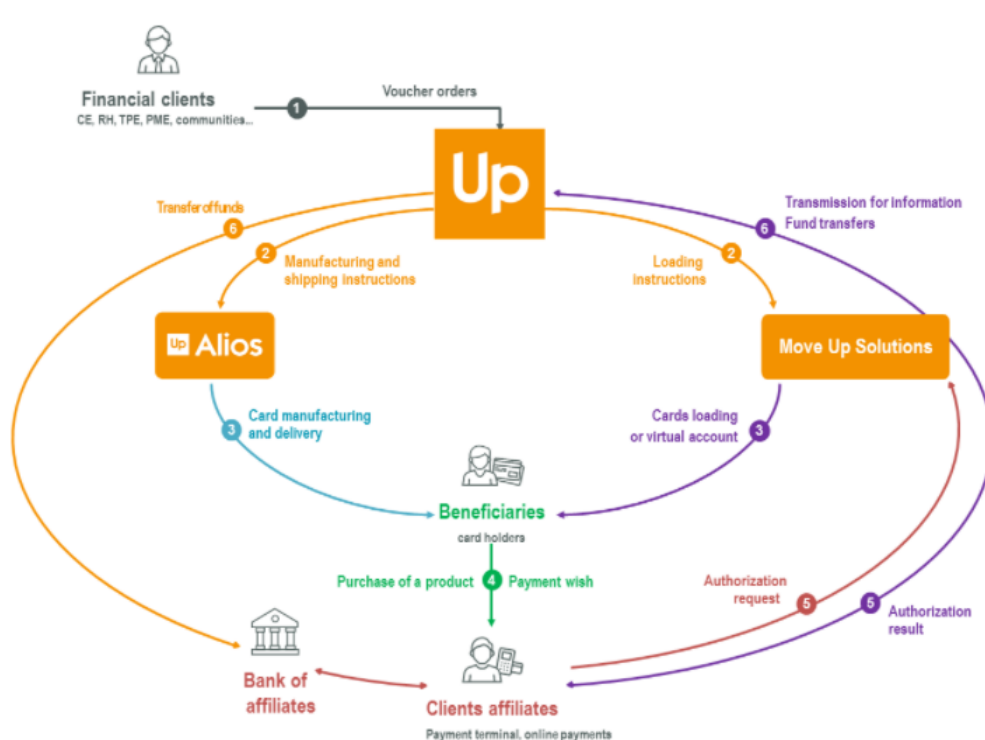 Financial clients
CE, RH, TPE, PME, communities...
1
Voucher orders
Up
Transferoffunds
6
2
Manufacturing and
shipping instructions
Loading
instructions
2
Transmission for information
Fund transfers
6
Up Alios
Move Up Solutions
3
Card manufacturing
and delivery
Cards loading
or virtual account
3
Beneficiaries
card holders
Purchase of a product
4
Payment wish
Authorization
request
5
5
Authorization
result
Bank of
affiliates
Clients affiliates
Payment terminal, online payments